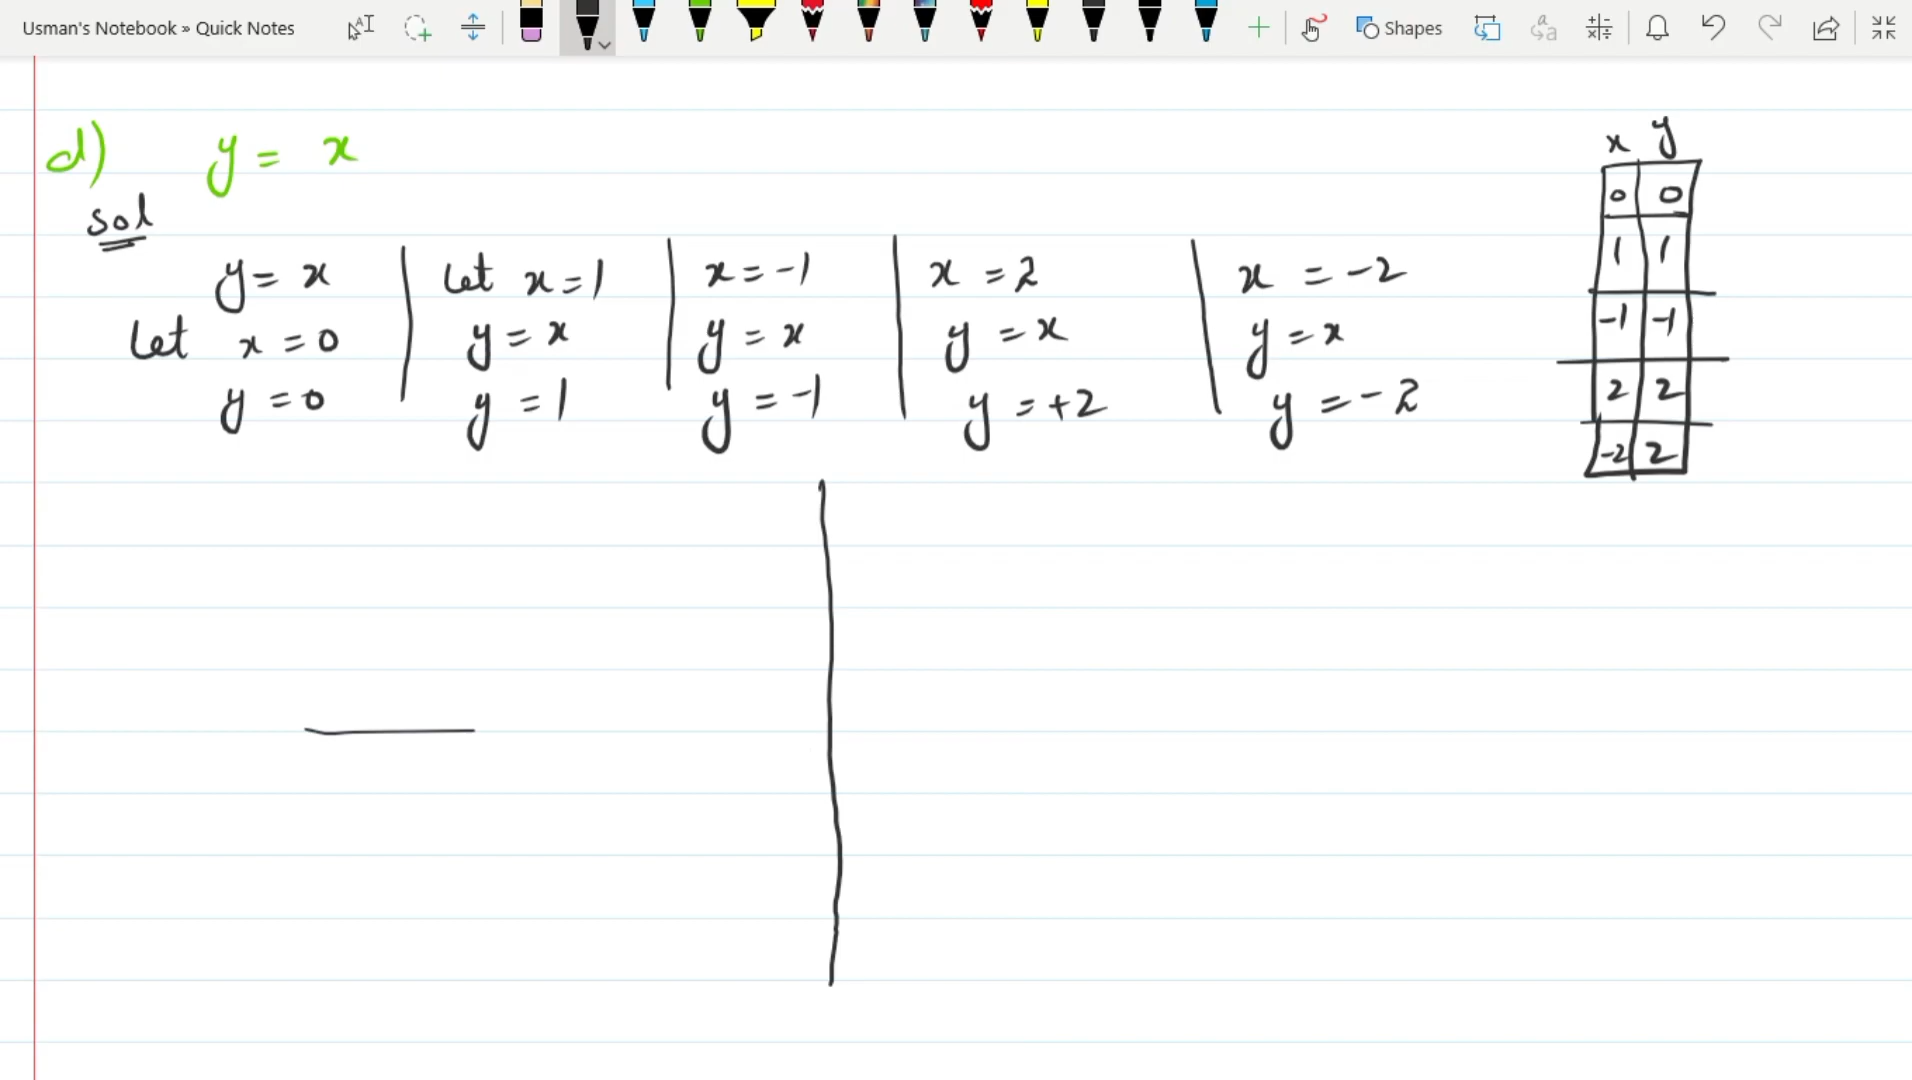 Usman's Notebook » Quick Notes
Shapes
d) y = x
sol
y = x
Let x = 0
y = 0
Let x = 1
y = x
y = 1
x = -1
y = x
y = -1
x = 2
y = x
y = +2
x = -2
y = x
y = -2
x y
0 0
1 1
-1 -1
2 2
-2 2